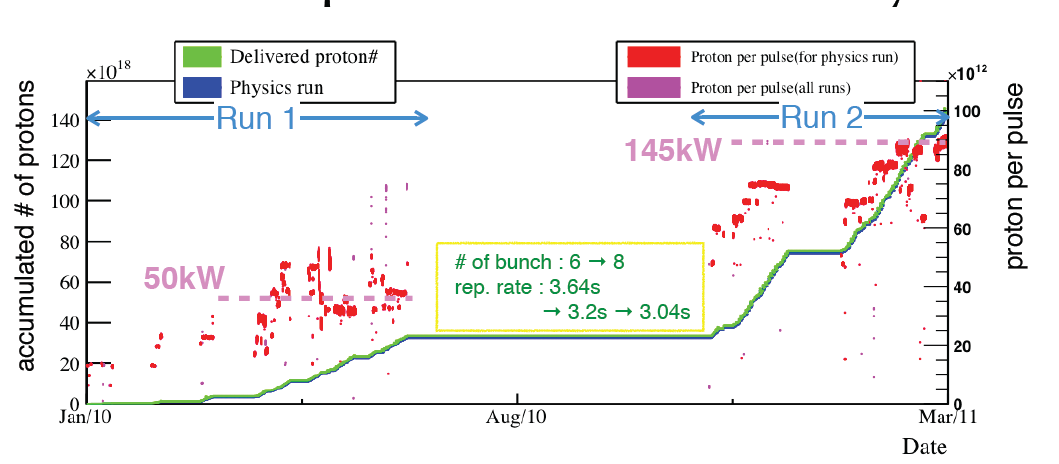 Delivered proton#
Physics run
Proton per pulse(for physics run)
Proton per pulse(all runs)
×10^18
×10^12
Run 1
Run 2
accumulated # of protons
140
120
100
80
60
40
20
0
145kW
50kW
# of bunch : 6 → 8
rep. rate : 3.64s
→ 3.2s → 3.04s
100
80
60
40
20
0
proton per pulse
Jan/10
Aug/10
Mar/11
Date